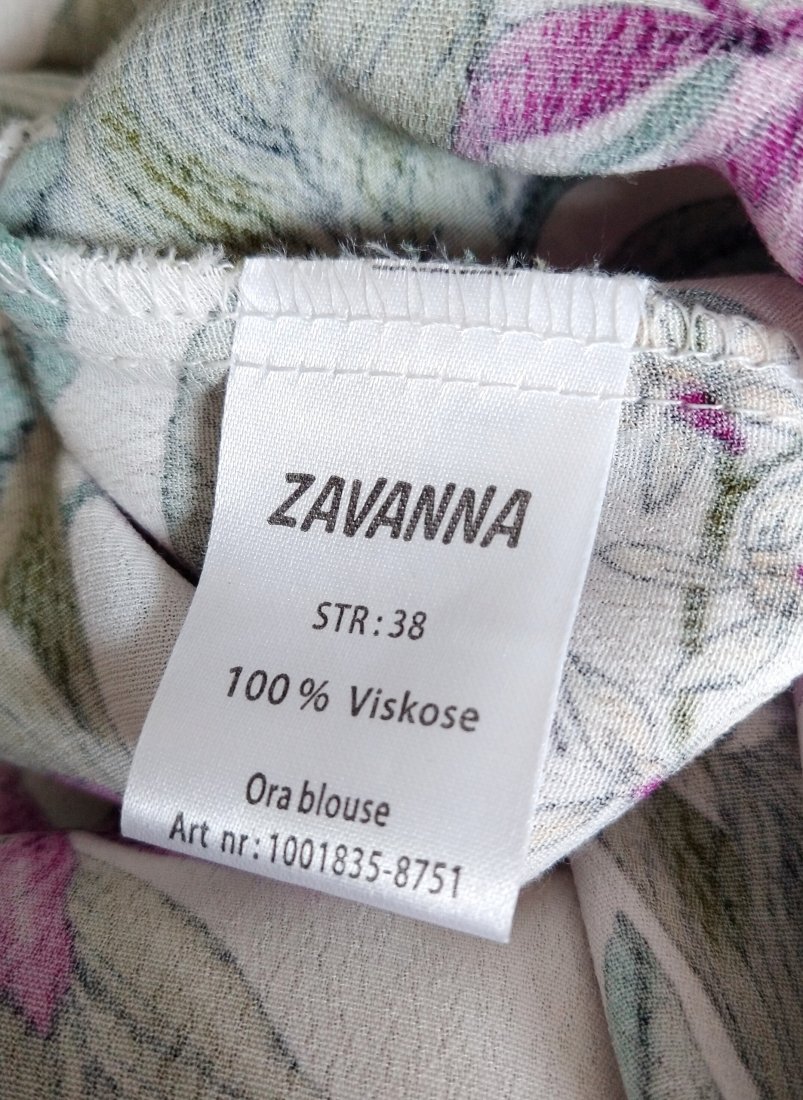 ZAVANNA
STR: 38
100% Viskose
Ora blouse
Art nr: 1001835-8751